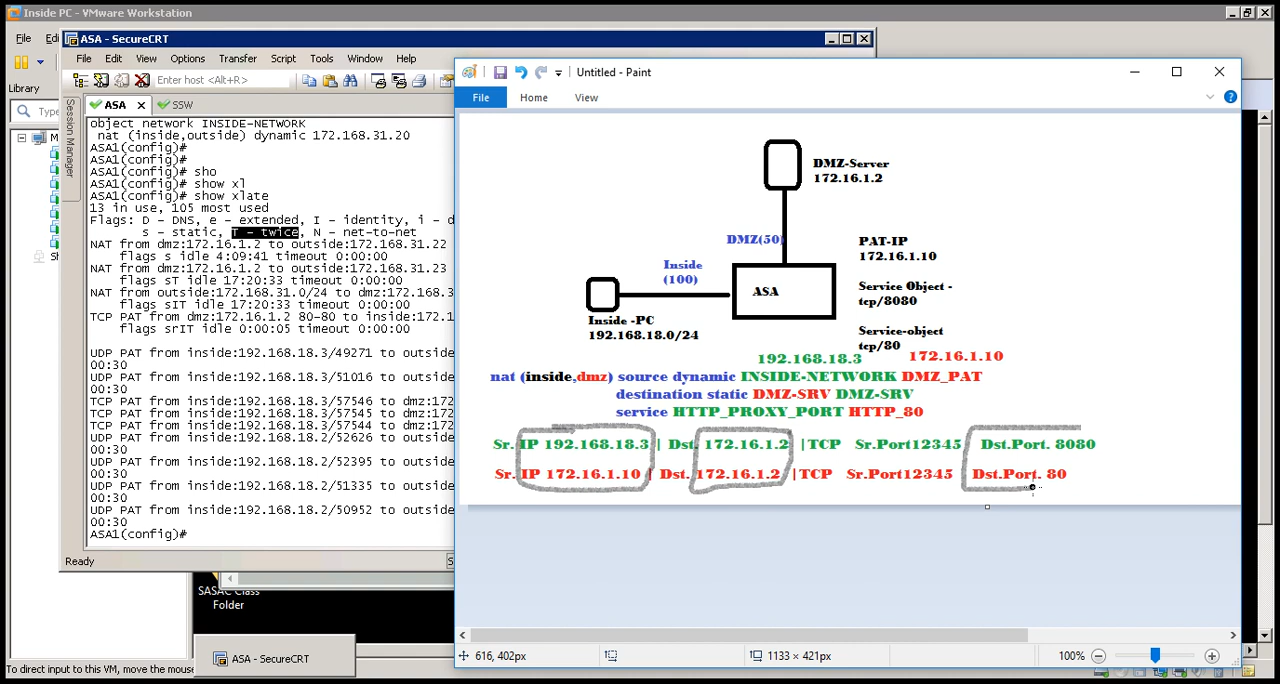 Inside PC - VMware Workstation
File
Library
ASA - SecureCRT
File Edit View Options Transfer Script Tools Window Help
Enter host <Alt+R>
Session Manager
ASA
SSW
object network INSIDE-NETWORK
nat (inside,outside) dynamic 172.168.31.20
ASA1(config)#
ASA1(config)#
ASA1(config)# sho
ASA1(config)# show xl
ASA1(config)# show xlate
13 in use, 105 most used
Flags: D - DNS, e - extended, I - identity, i - d
s - static, T - twice, N - net-to-net
NAT from dmz:172.16.1.2 to outside:172.168.31.22
flags s idle 4:09:41 timeout 0:00:00
NAT from dmz:172.16.1.2 to outside:172.168.31.23
flags sT idle 17:20:33 timeout 0:00:00
NAT from outside:172.168.31.0/24 to dmz:172.168.3
flags sIT idle 17:20:33 timeout 0:00:00
TCP PAT from dmz:172.16.1.2 80-80 to inside:172.1
flags srIT idle 0:00:05 timeout 0:00:00
UDP PAT from inside:192.168.18.3/49271 to outside
00:30
UDP PAT from inside:192.168.18.3/51016 to outside
00:30
TCP PAT from inside:192.168.18.3/57546 to dmz:172
TCP PAT from inside:192.168.18.3/57545 to dmz:172
TCP PAT from inside:192.168.18.3/57544 to dmz:172
UDP PAT from inside:192.168.18.2/52626 to outside
00:30
UDP PAT from inside:192.168.18.2/52395 to outside
00:30
UDP PAT from inside:192.168.18.2/51335 to outside
00:30
UDP PAT from inside:192.168.18.2/50952 to outside
00:30
ASA1(config)#
Ready
Folder
ASA - SecureCRT
To direct input to this VM, move the mouse
Untitled - Paint
File Home View
DMZ-Server
172.16.1.2
DMZ(50)
PAT-IP
172.16.1.10
Inside
(100)
ASA
Service Object -
tcp/8080
Inside -PC
192.168.18.0/24
Service-object
tcp/80
192.168.18.3 172.16.1.10
nat (inside,dmz) source dynamic INSIDE-NETWORK DMZ_PAT
destination static DMZ-SRV DMZ-SRV
service HTTP_PROXY_PORT HTTP_80
Sr. IP 192.168.18.3 | Dst. 172.16.1.2 |TCP Sr.Port12345 Dst.Port. 8080
Sr. IP 172.16.1.10 | Dst. 172.16.1.2 |TCP Sr.Port12345 Dst.Port. 80
616, 402px
1133 × 421px
100%